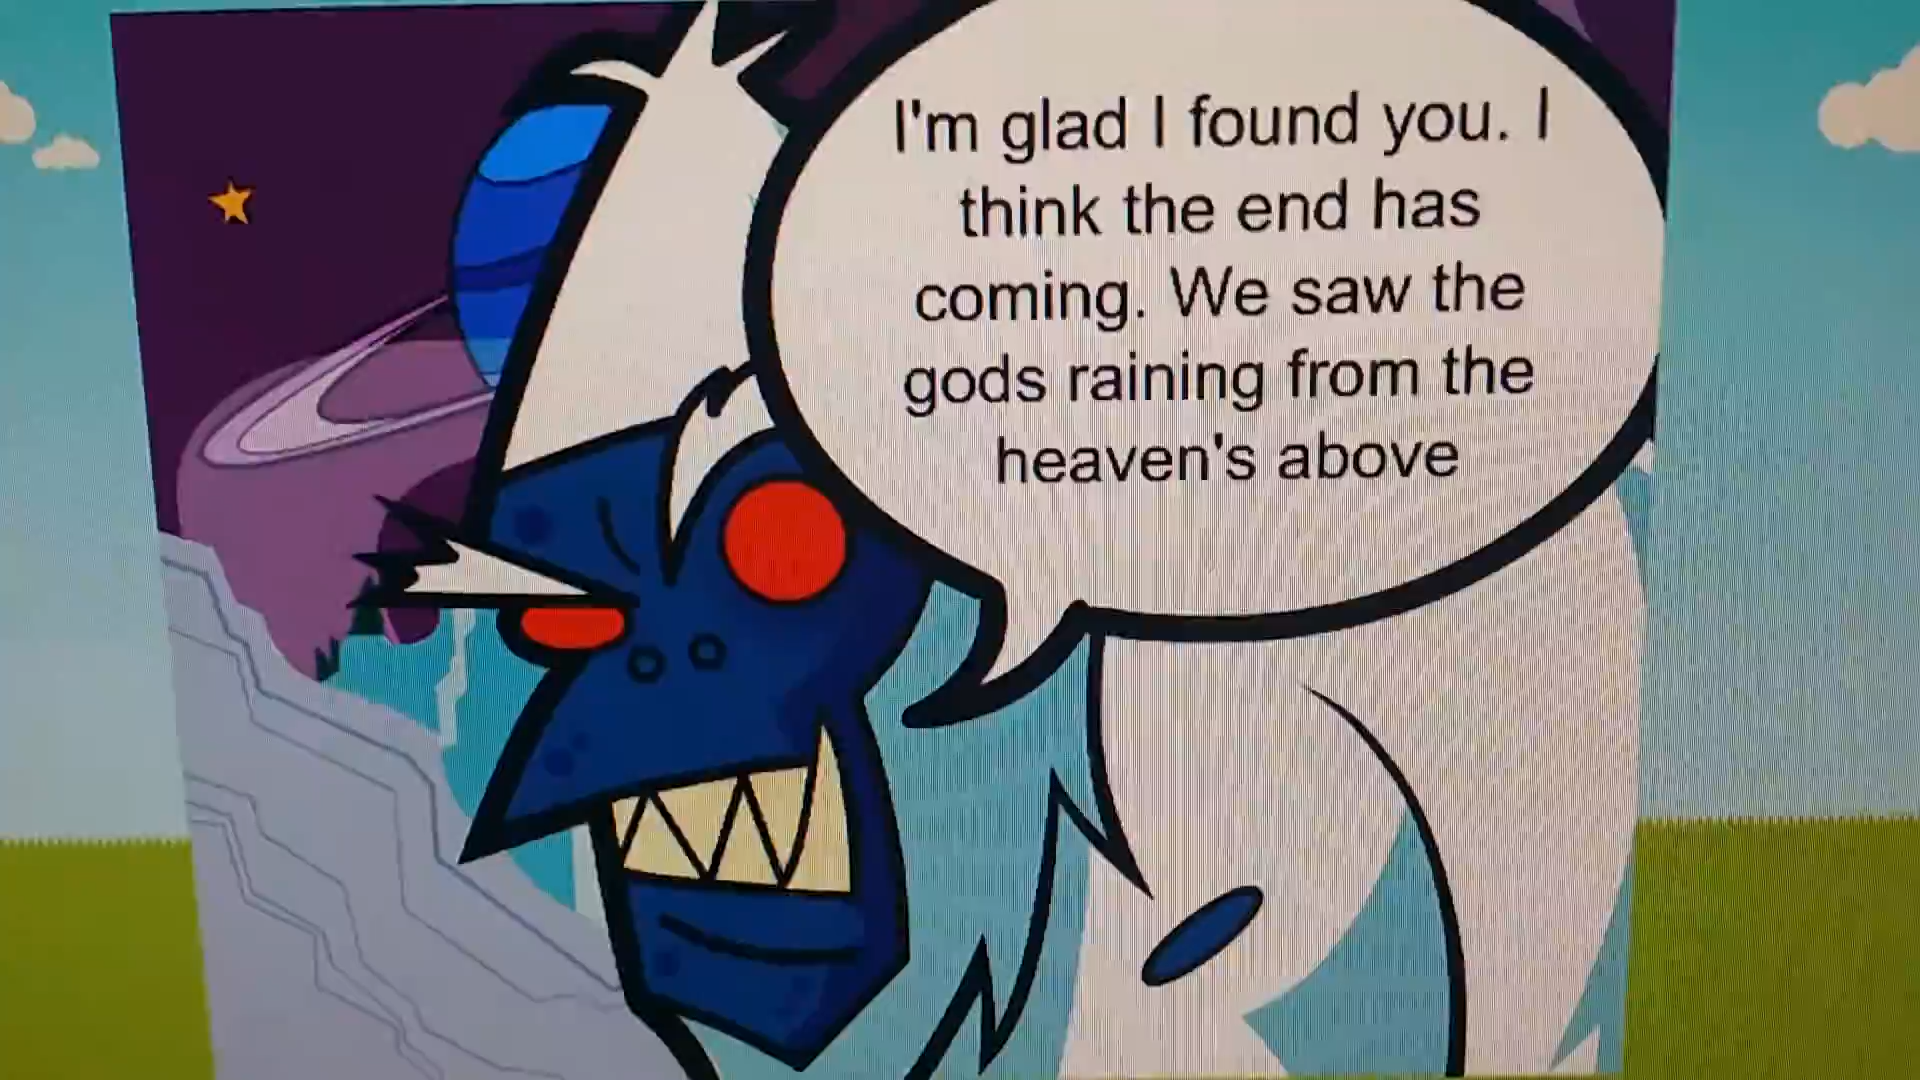 I'm glad I found you. I
think the end has
coming. We saw the
gods raining from the
heaven's above